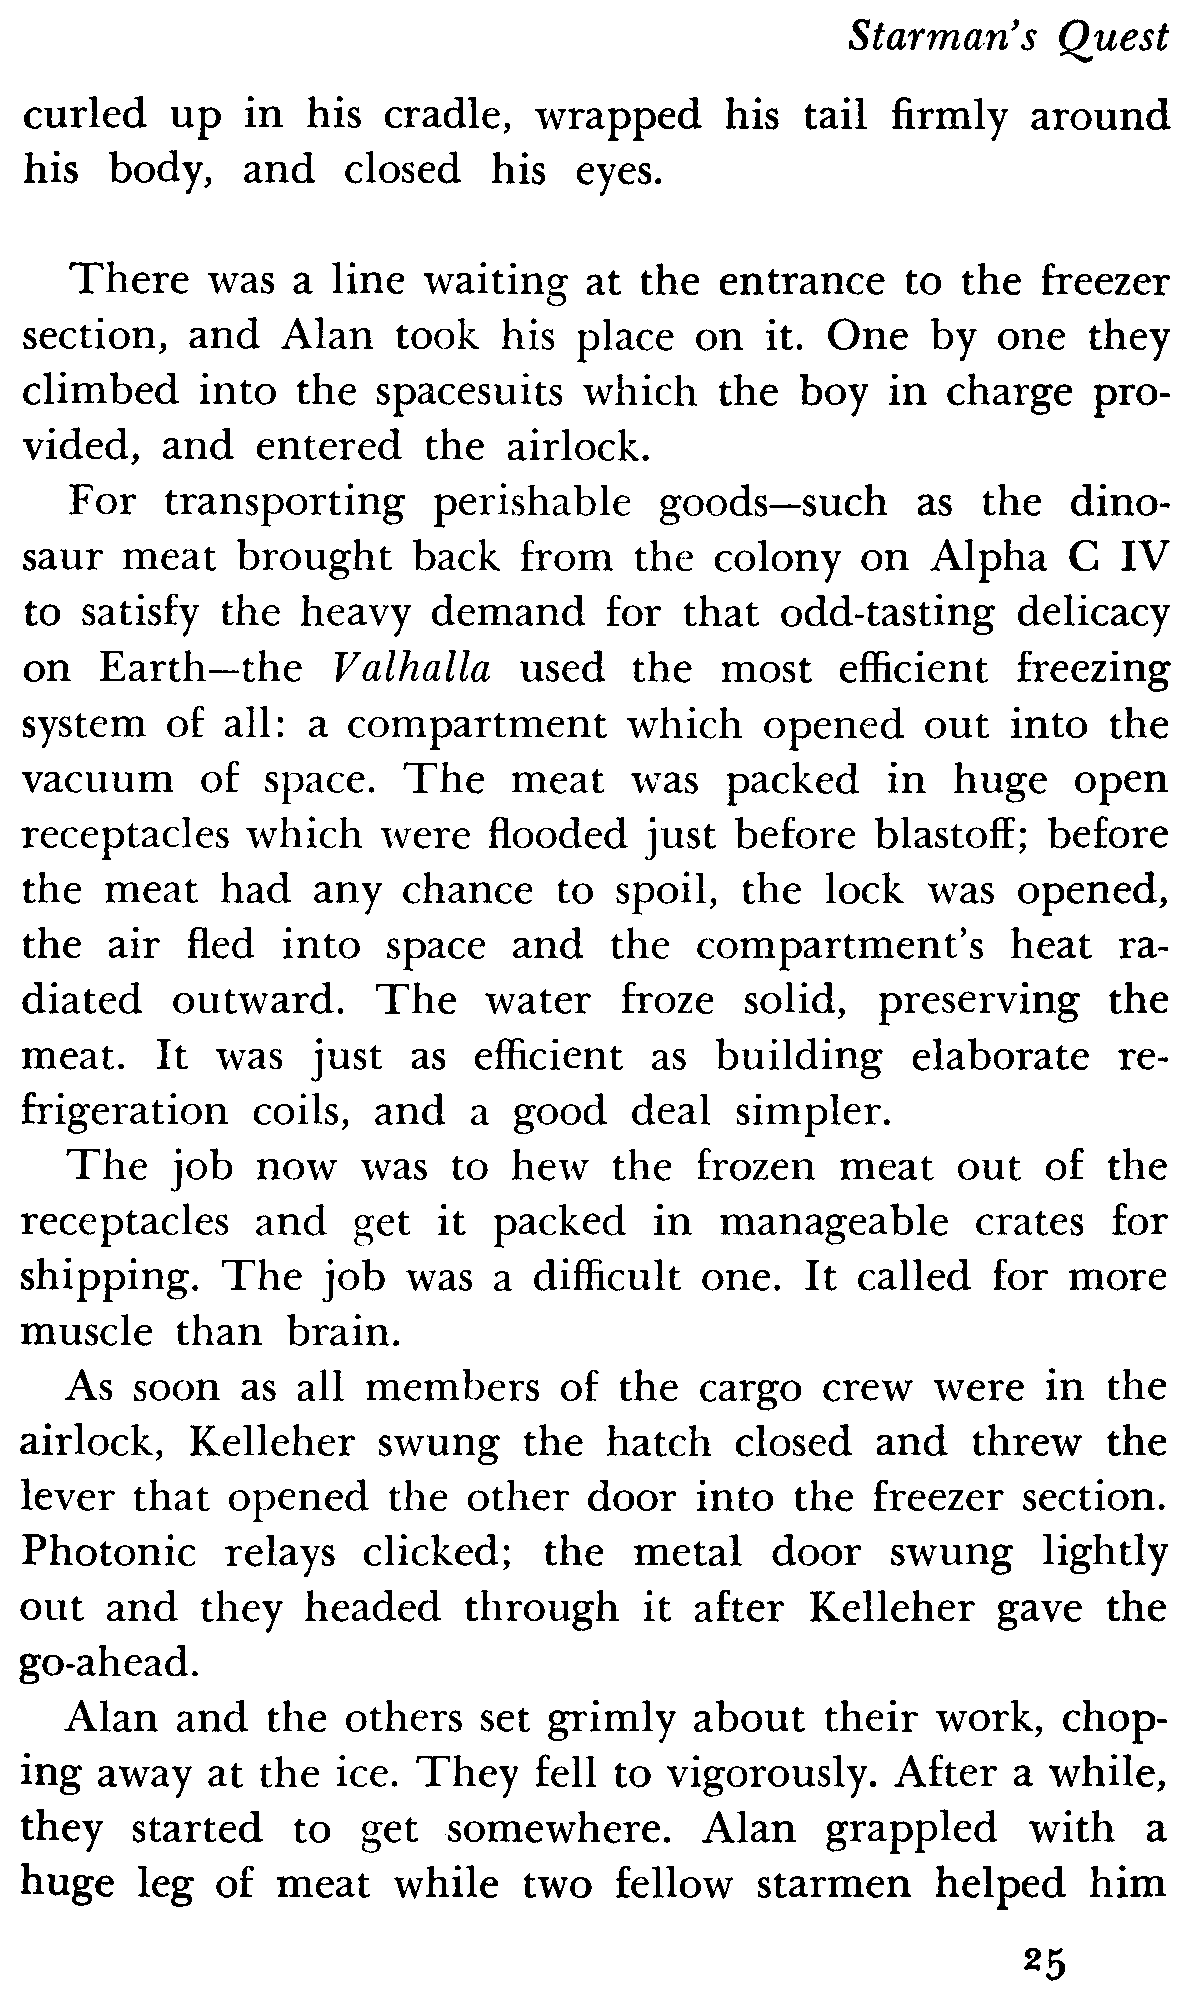 Starman's Quest
curled up in his cradle, wrapped his tail firmly around
his body, and closed his eyes.
There was a line waiting at the entrance to the freezer
section, and Alan took his place on it. One by one they
climbed into the spacesuits which the boy in charge pro-
vided, and entered the airlock.
For transporting perishable goods—such as the dino-
saur meat brought back from the colony on Alpha C IV
to satisfy the heavy demand for that odd-tasting delicacy
on Earth—the Valhalla used the most efficient freezing
system of all: a compartment which opened out into the
vacuum of space. The meat was packed in huge open
receptacles which were flooded just before blastoff; before
the meat had any chance to spoil, the lock was opened,
the air fled into space and the compartment's heat ra-
diated outward. The water froze solid, preserving the
meat. It was just as efficient as building elaborate re-
frigeration coils, and a good deal simpler.
The job now was to hew the frozen meat out of the
receptacles and get it packed in manageable crates for
shipping. The job was a difficult one. It called for more
muscle than brain.
As soon as all members of the cargo crew were in the
airlock, Kelleher swung the hatch closed and threw the
lever that opened the other door into the freezer section.
Photonic relays clicked; the metal door swung lightly
out and they headed through it after Kelleher gave the
go-ahead.
Alan and the others set grimly about their work, chop-
ing away at the ice. They fell to vigorously. After a while,
they started to get somewhere. Alan grappled with a
huge leg of meat while two fellow starmen helped him
25